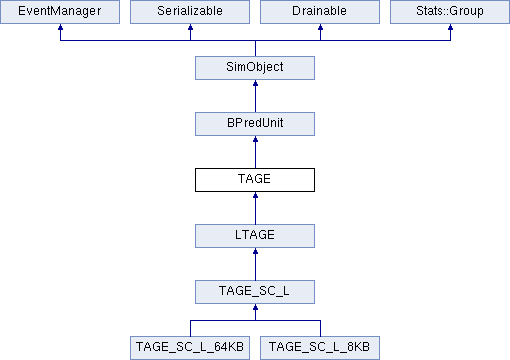 EventManager
Serializable
Drainable
Stats::Group
SimObject
BPredUnit
TAGE
LTAGE
TAGE_SC_L
TAGE_SC_L_64KB
TAGE_SC_L_8KB